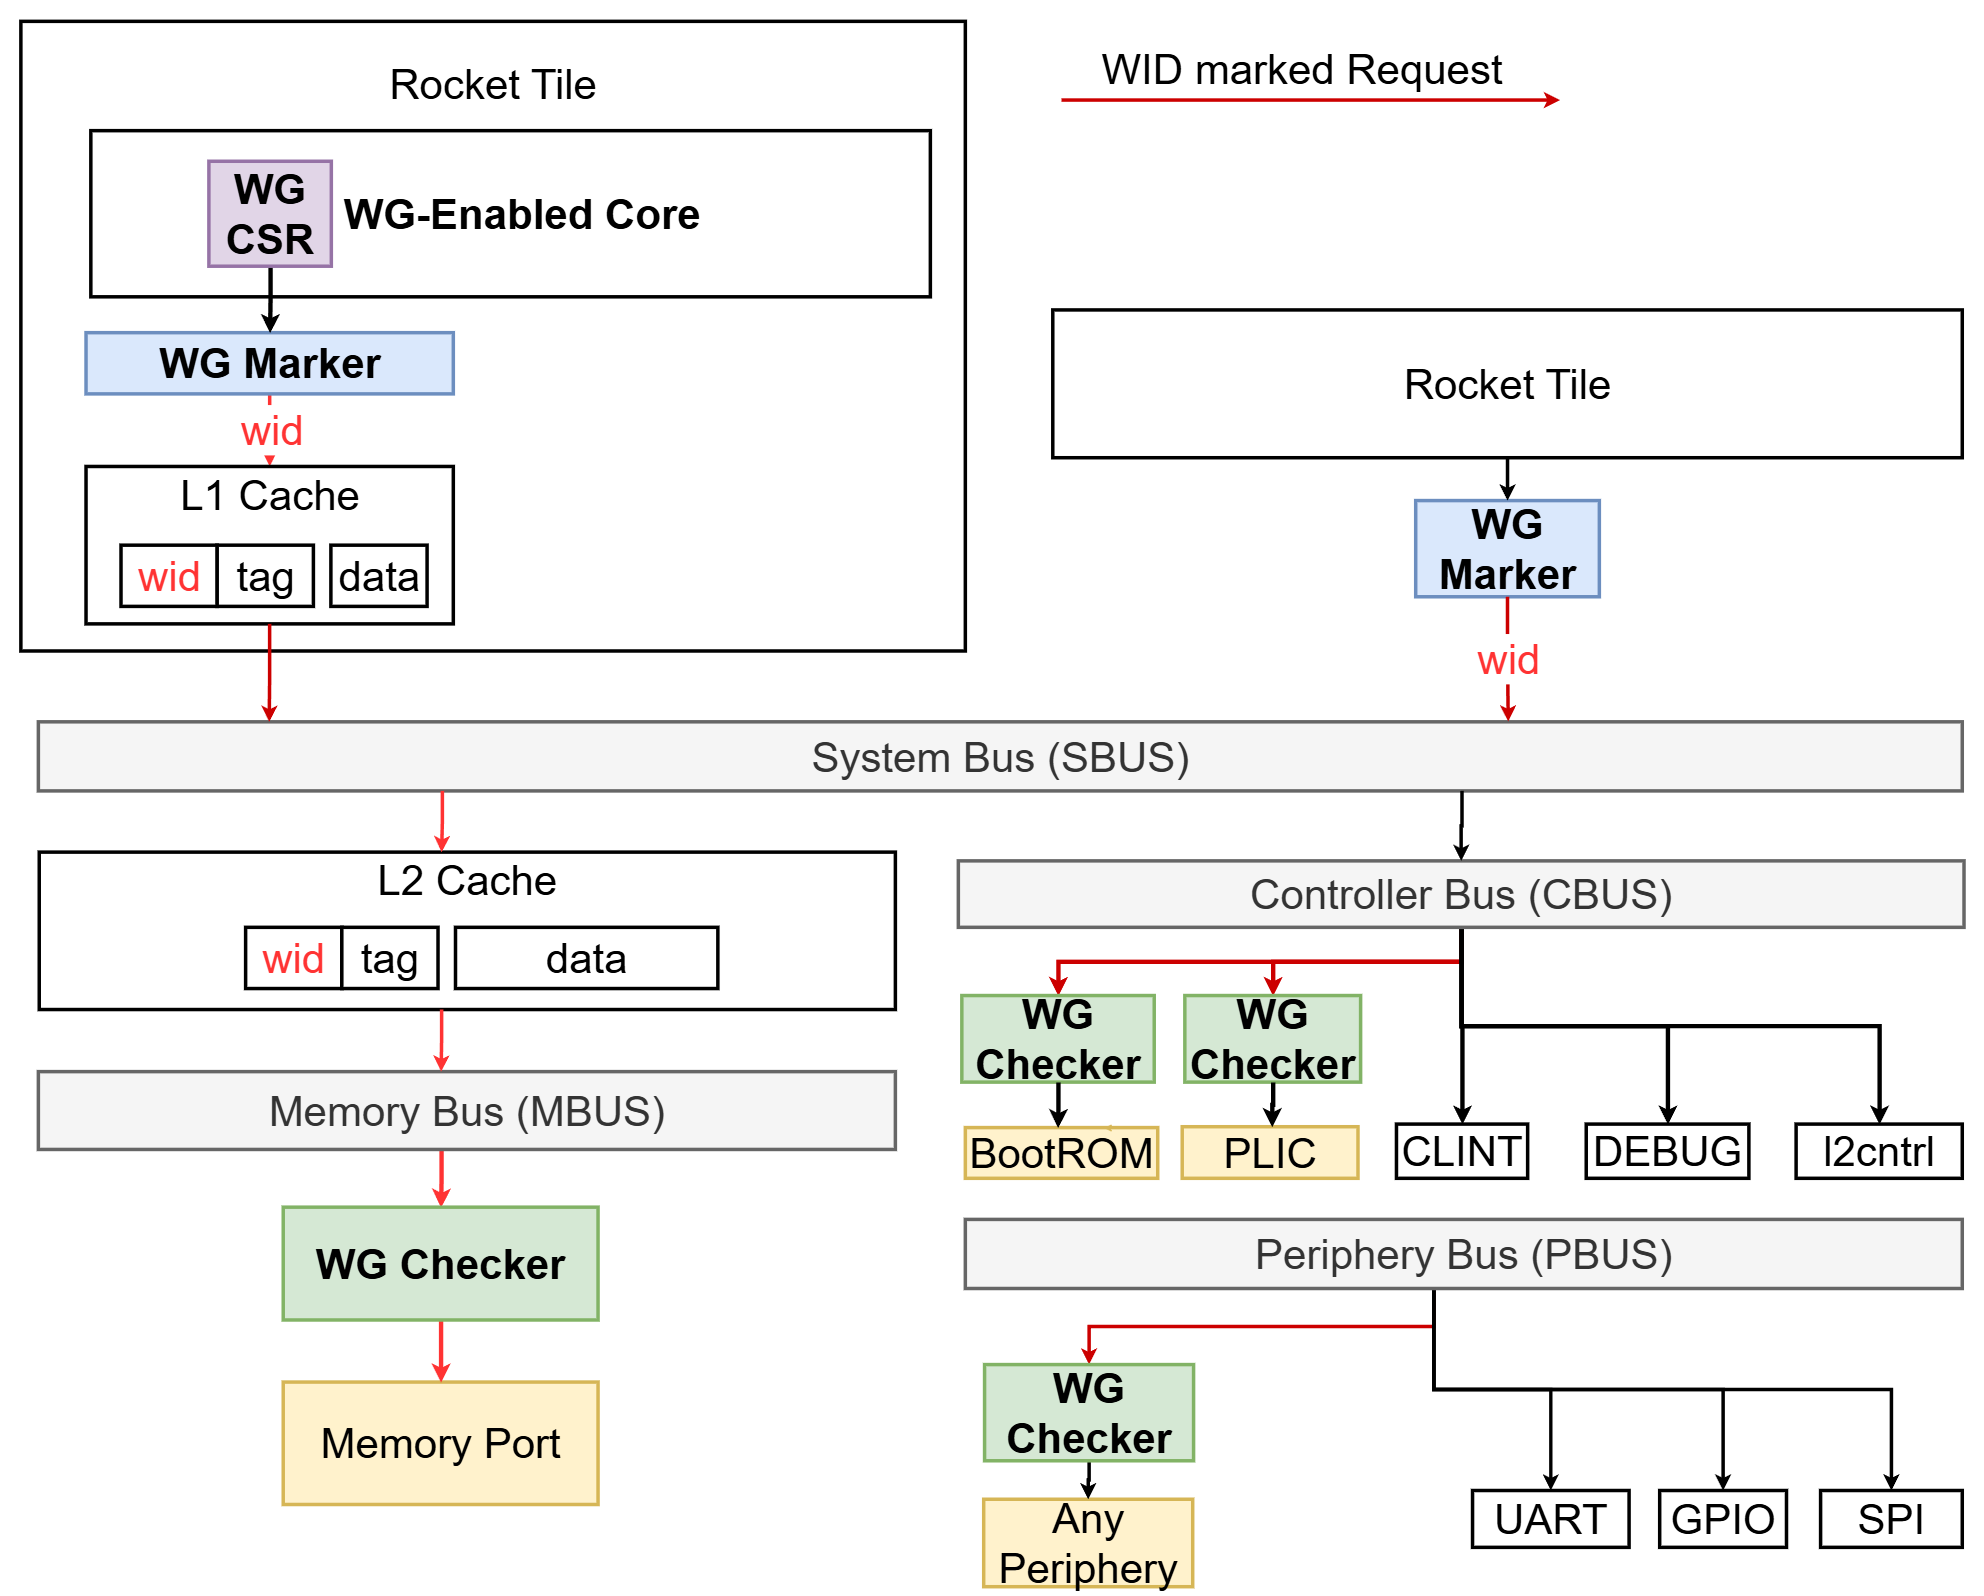 Rocket Tile
WID marked Request
WG
CSR
WG-Enabled Core
WG Marker
wid
L1 Cache
wid
tag
data
Rocket Tile
WG
Marker
wid
System Bus (SBUS)
L2 Cache
wid
tag
data
Memory Bus (MBUS)
WG Checker
Memory Port
Controller Bus (CBUS)
WG
Checker
WG
Checker
BootROM
PLIC
CLINT
DEBUG
l2cntrl
Periphery Bus (PBUS)
WG
Checker
Any
Periphery
UART
GPIO
SPI